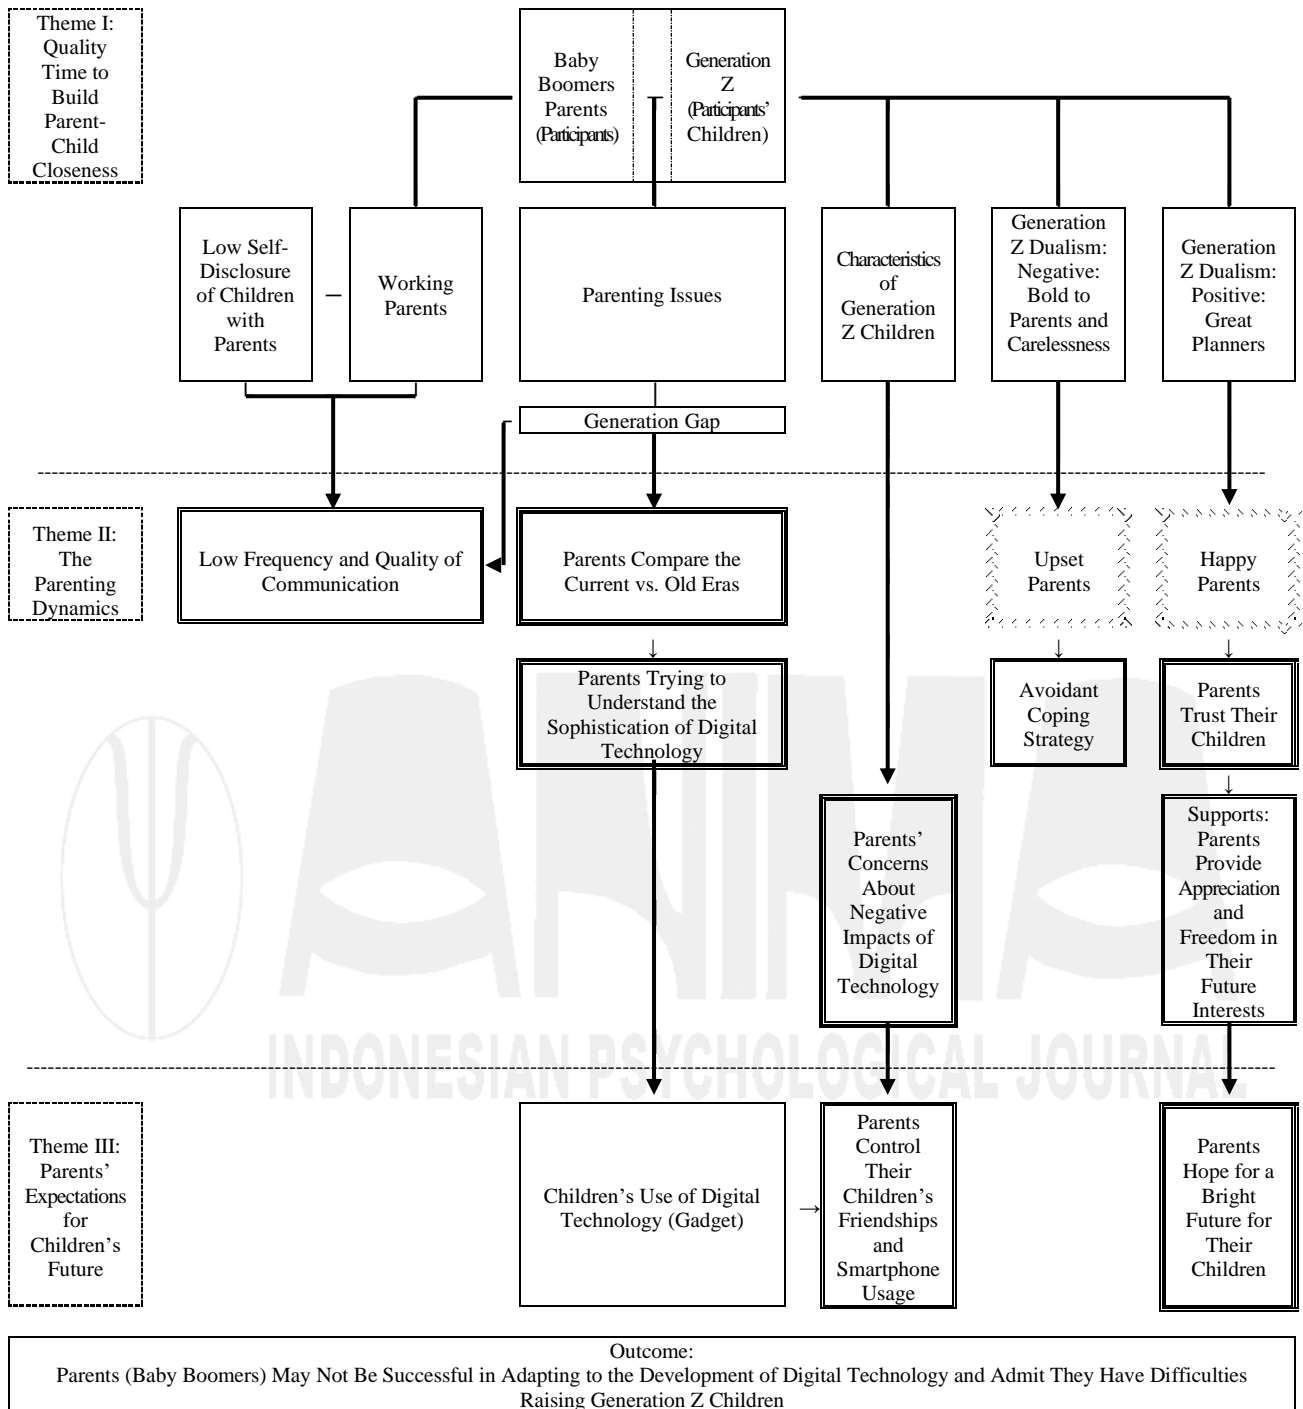 Theme I:
Quality
Time to
Build
Parent-
Child
Closeness
Baby
Boomers
Parents
(Participants)
Generation
Z
(Participants'
Children)
Low Self-
Disclosure
of Children
with
Parents
Working
Parents
Parenting Issues
Characteristics
of
Generation
Z Children
Generation
Z Dualism:
Negative:
Bold to
Parents and
Carelessness
Generation
Z Dualism:
Positive:
Great
Planners
Generation Gap
Theme II:
The
Parenting
Dynamics
Low Frequency and Quality of
Communication
Parents Compare the
Current vs. Old Eras
Upset
Parents
Happy
Parents
Parents Trying to
Understand the
Sophistication of Digital
Technology
Avoidant
Coping
Strategy
Parents
Trust Their
Children
Parents'
Concerns
About
Negative
Impacts of
Digital
Technology
Supports:
Parents
Provide
Appreciation
and
Freedom in
Their
Future
Interests
ANIMA
INDONESIAN PSYCHOLOGICAL JOURNAL
Theme III:
Parents'
Expectations
for
Children's
Future
Children's Use of Digital
Technology (Gadget)
Parents
Control
Their
Children's
Friendships
and
Smartphone
Usage
Parents
Hope for a
Bright
Future for
Their
Children
Outcome:
Parents (Baby Boomers) May Not Be Successful in Adapting to the Development of Digital Technology and Admit They Have Difficulties
Raising Generation Z Children